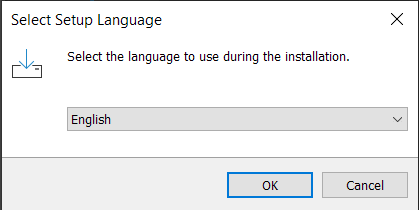 Select Setup Language
Select the language to use during the installation.
English
OK
Cancel